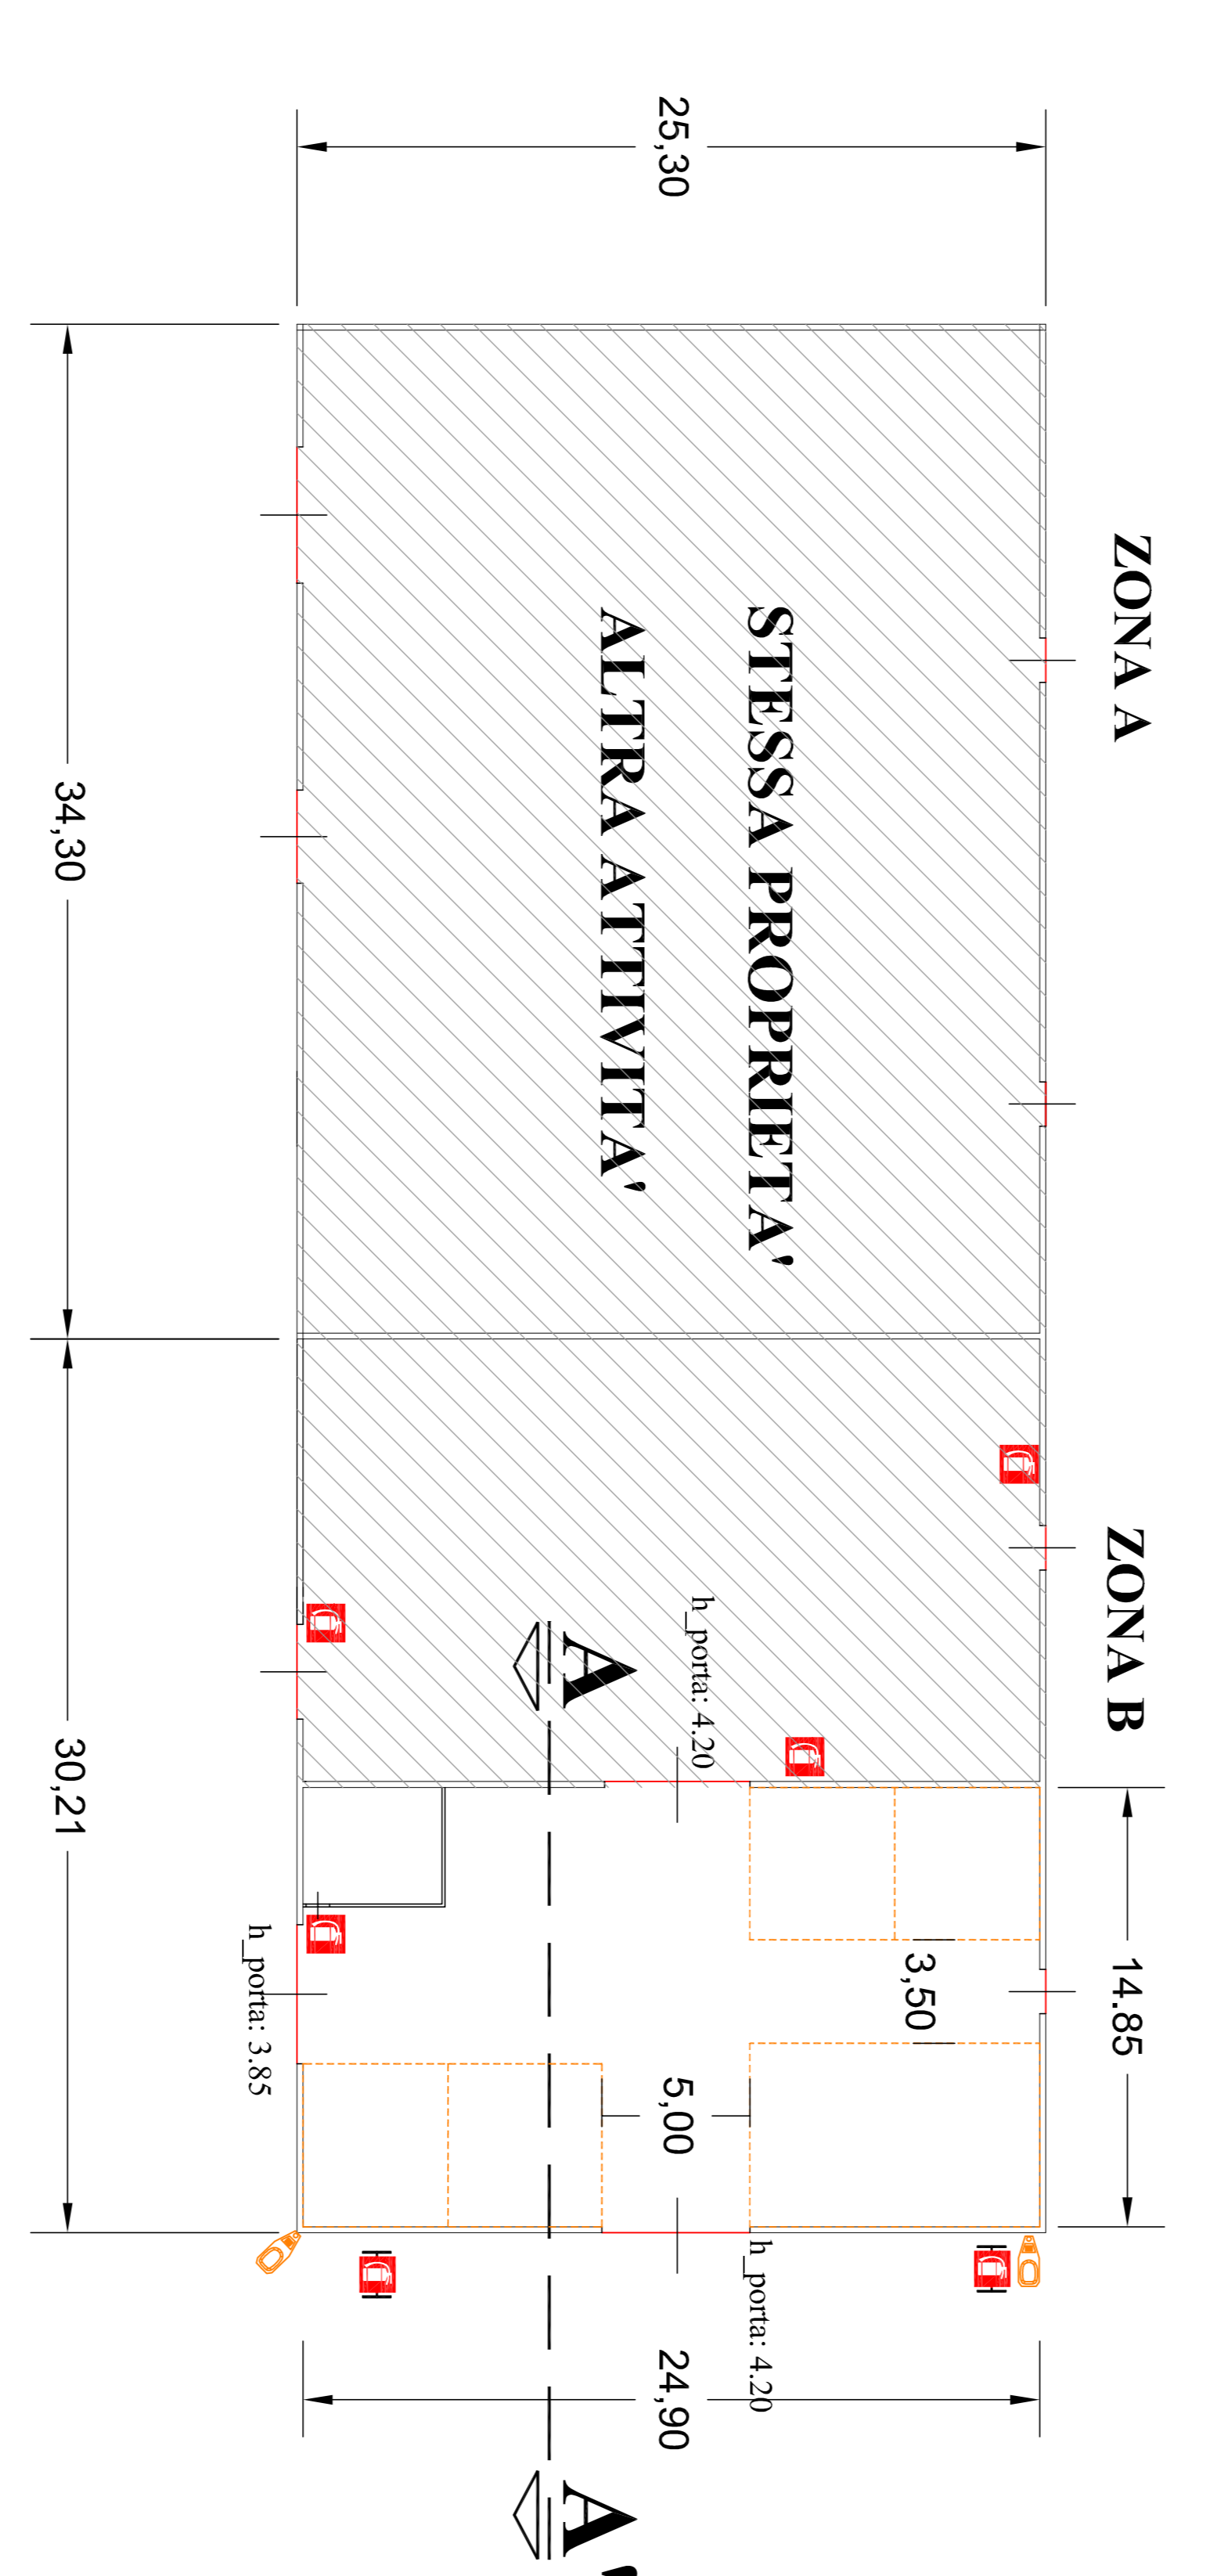 ZONA A
ZONA B
25,30
STESSA PROPRIETA'
ALTRA ATTIVITA'
14.85
3,50
h_porta: 4.20
A
5,00
h_porta: 4.20
24,90
A'
h_porta: 3.85
34,30
30,21